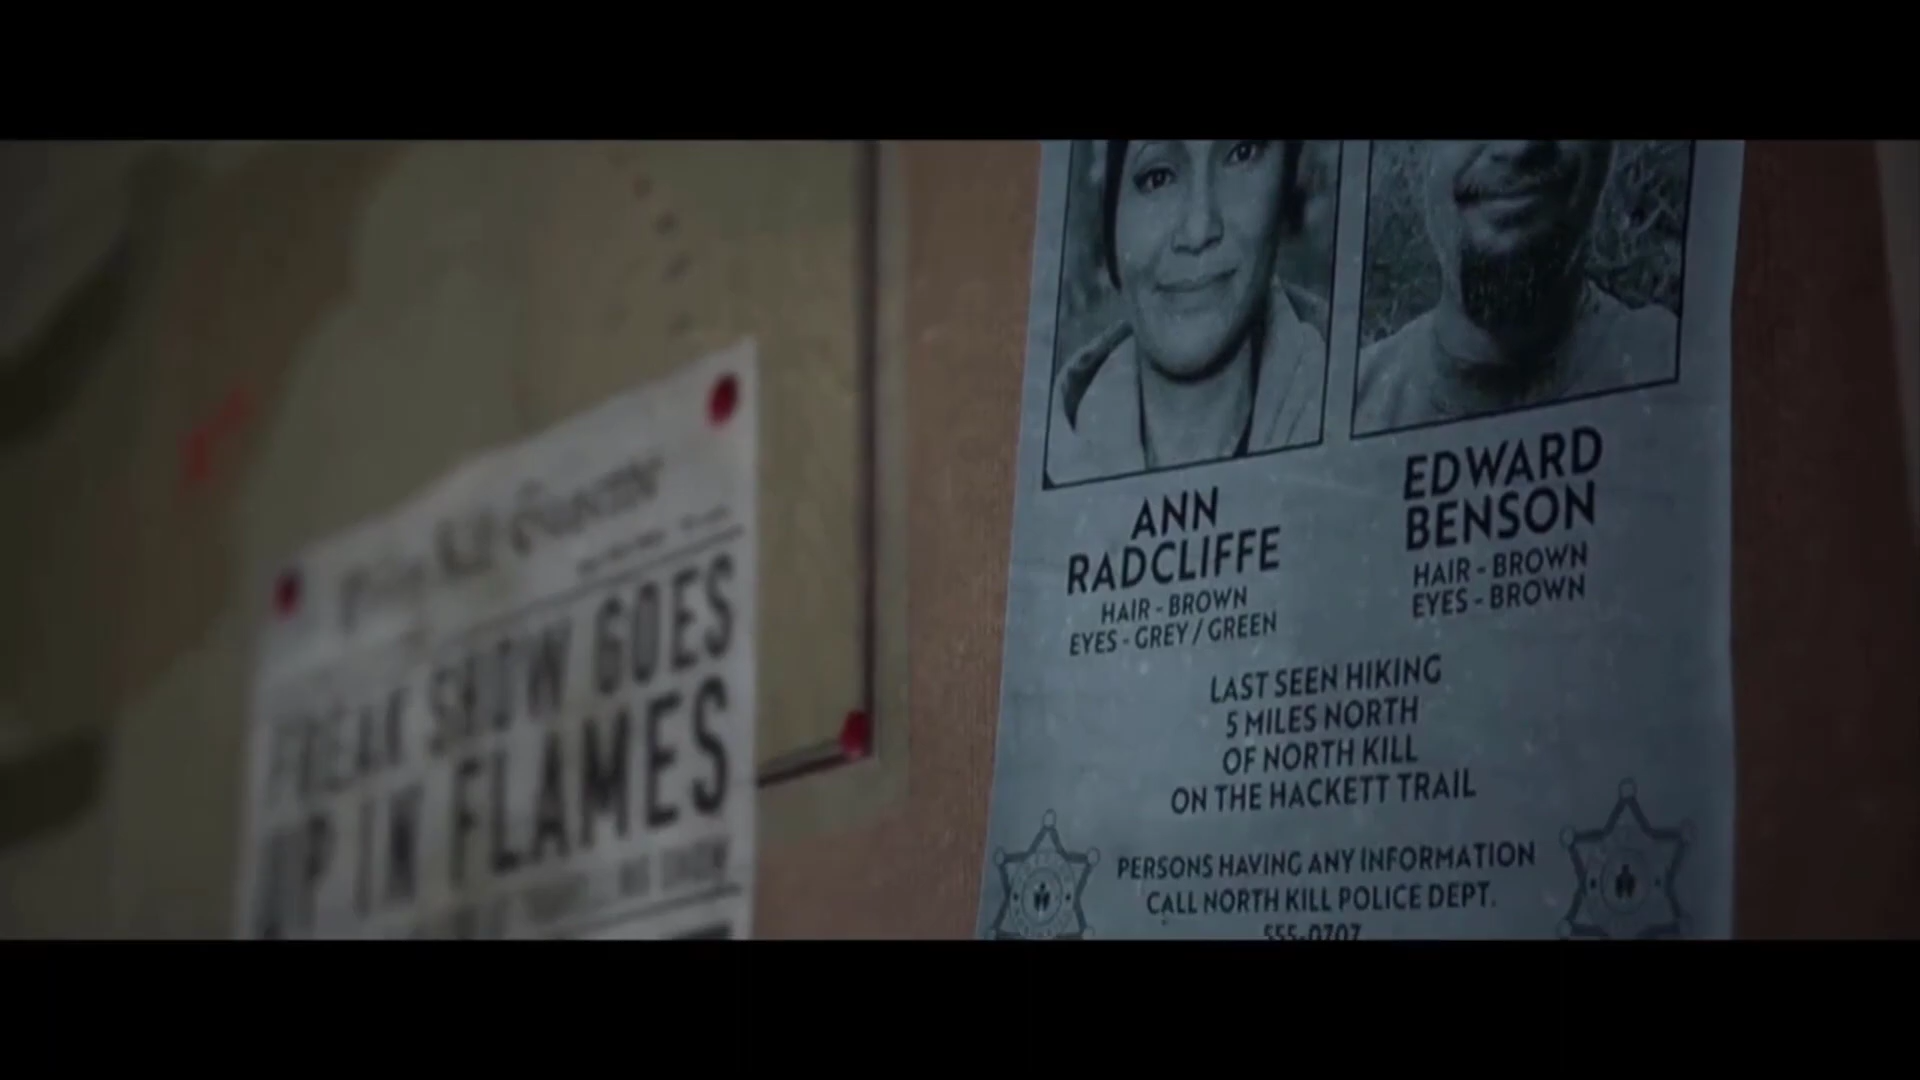 FREAK SHOW GOES
UP IN FLAMES
ANN
RADCLIFFE
HAIR - BROWN
EYES - GREY / GREEN
EDWARD
BENSON
HAIR - BROWN
EYES - BROWN
LAST SEEN HIKING
5 MILES NORTH
OF NORTH KILL
ON THE HACKETT TRAIL
PERSONS HAVING ANY INFORMATION
CALL NORTH KILL POLICE DEPT.
555-0707